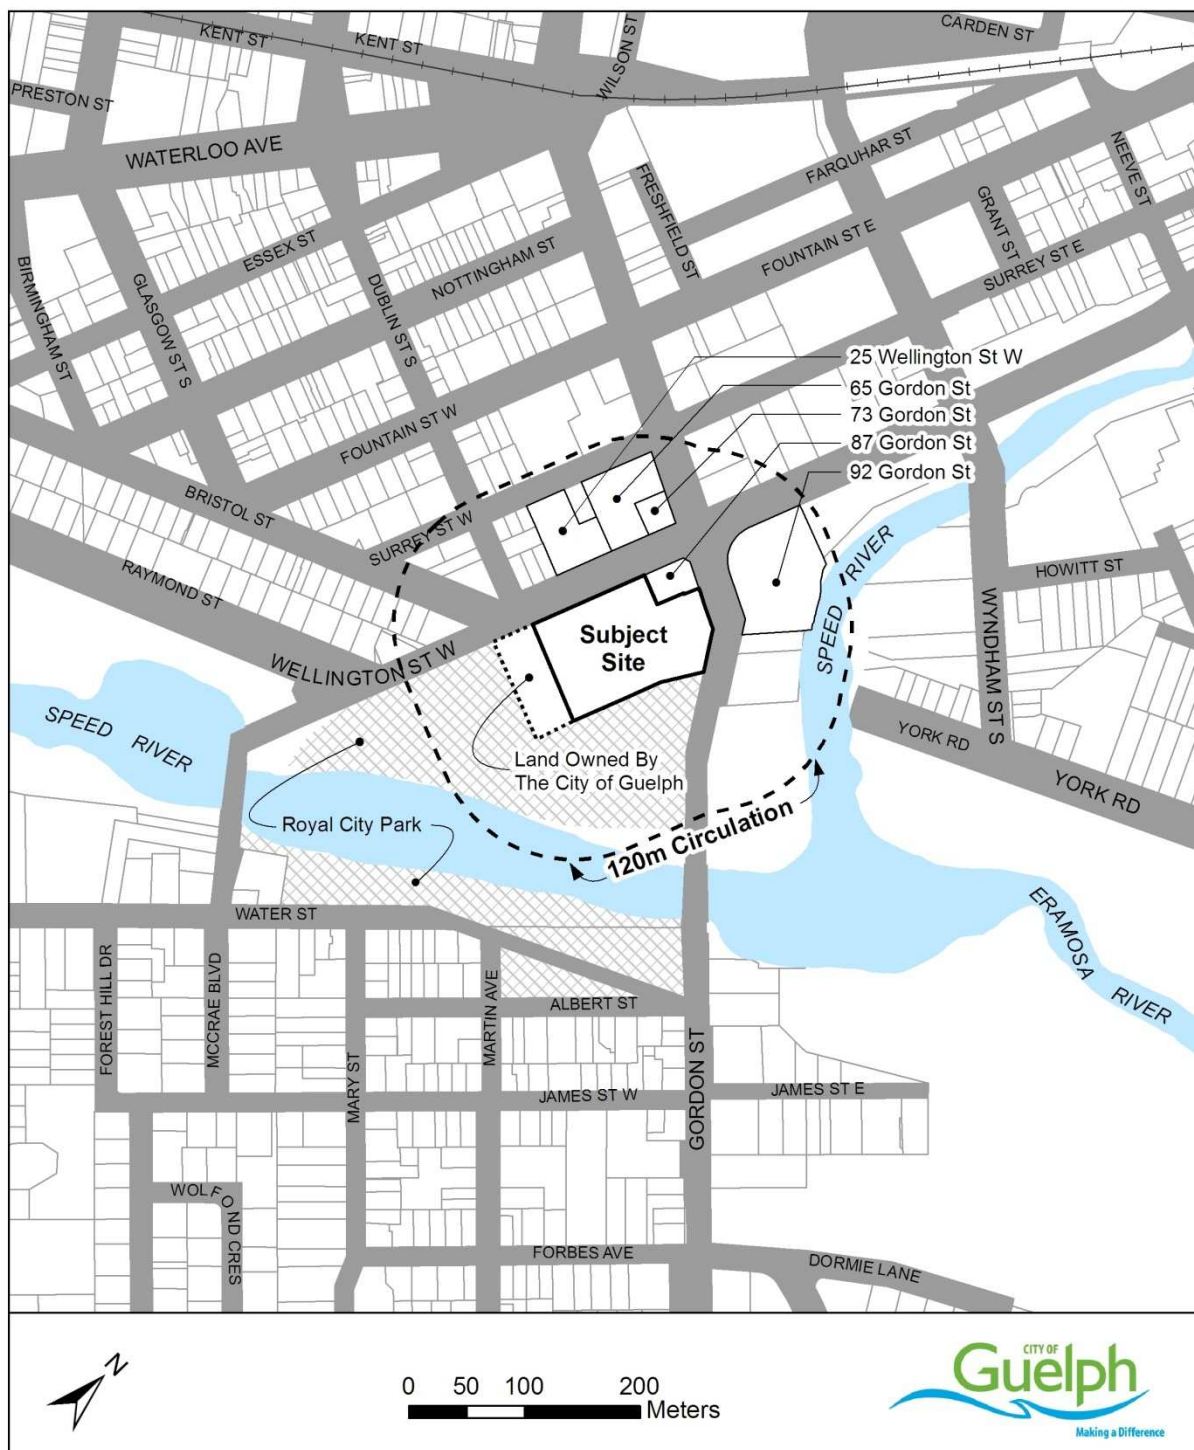 KENT ST
KENT ST
WILSON ST
CARDEN ST
PRESTON ST
WATERLOO AVE
FARQUHAR ST
NEEVE ST
FRESHFIELD ST
GRANT ST
ESSEX ST
NOTTINGHAM ST
FOUNTAIN ST E
SURREY ST E
BIRMINGHAM ST
GLASGOW ST S
DUBLIN ST S
25 Wellington St W
65 Gordon St
73 Gordon St
87 Gordon St
92 Gordon St
FOUNTAIN ST W
BRISTOL ST
SURREY ST W
RAYMOND ST
SPEED RIVER
HOWITT ST
WYNDHAM ST S
Subject
Site
WELLINGTON ST W
SPEED RIVER
YORK RD
YORK RD
Land Owned By
The City of Guelph
Royal City Park
120m Circulation
ERAMOSA RIVER
WATER ST
FOREST HILL DR
MCCRAE BLVD
MARY ST
MARTIN AVE
ALBERT ST
GORDON ST
JAMES ST W
JAMES ST E
WOLFOND CRES
FORBES AVE
DORMIE LANE
N
0 50 100 200
Meters
CITY OF
Guelph
Making a Difference